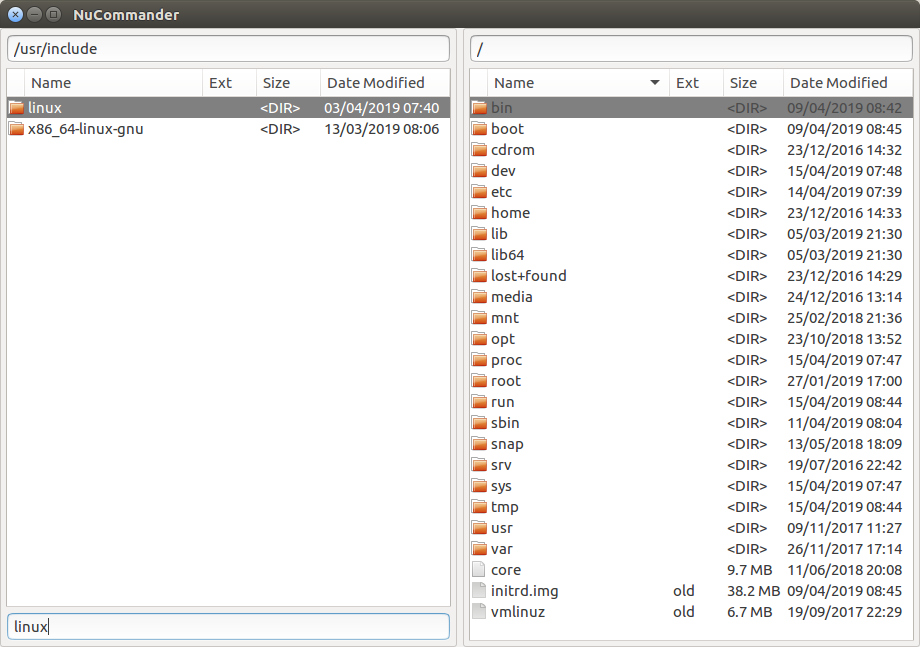 NuCommander
/usr/include
Name Ext Size Date Modified
linux <DIR> 03/04/2019 07:40
x86_64-linux-gnu <DIR> 13/03/2019 08:06
linux
/
Name Ext Size Date Modified
bin <DIR> 09/04/2019 08:42
boot <DIR> 09/04/2019 08:45
cdrom <DIR> 23/12/2016 14:32
dev <DIR> 15/04/2019 07:48
etc <DIR> 14/04/2019 07:39
home <DIR> 23/12/2016 14:33
lib <DIR> 05/03/2019 21:30
lib64 <DIR> 05/03/2019 21:30
lost+found <DIR> 23/12/2016 14:29
media <DIR> 24/12/2016 13:14
mnt <DIR> 25/02/2018 21:36
opt <DIR> 23/10/2018 13:52
proc <DIR> 15/04/2019 07:47
root <DIR> 27/01/2019 17:00
run <DIR> 15/04/2019 08:44
sbin <DIR> 11/04/2019 08:04
snap <DIR> 13/05/2018 18:09
srv <DIR> 19/07/2016 22:42
sys <DIR> 15/04/2019 07:47
tmp <DIR> 15/04/2019 08:44
usr <DIR> 09/11/2017 11:27
var <DIR> 26/11/2017 17:14
core 9.7 MB 11/06/2018 20:08
initrd.img old 38.2 MB 09/04/2019 08:45
vmlinuz old 6.7 MB 19/09/2017 22:29